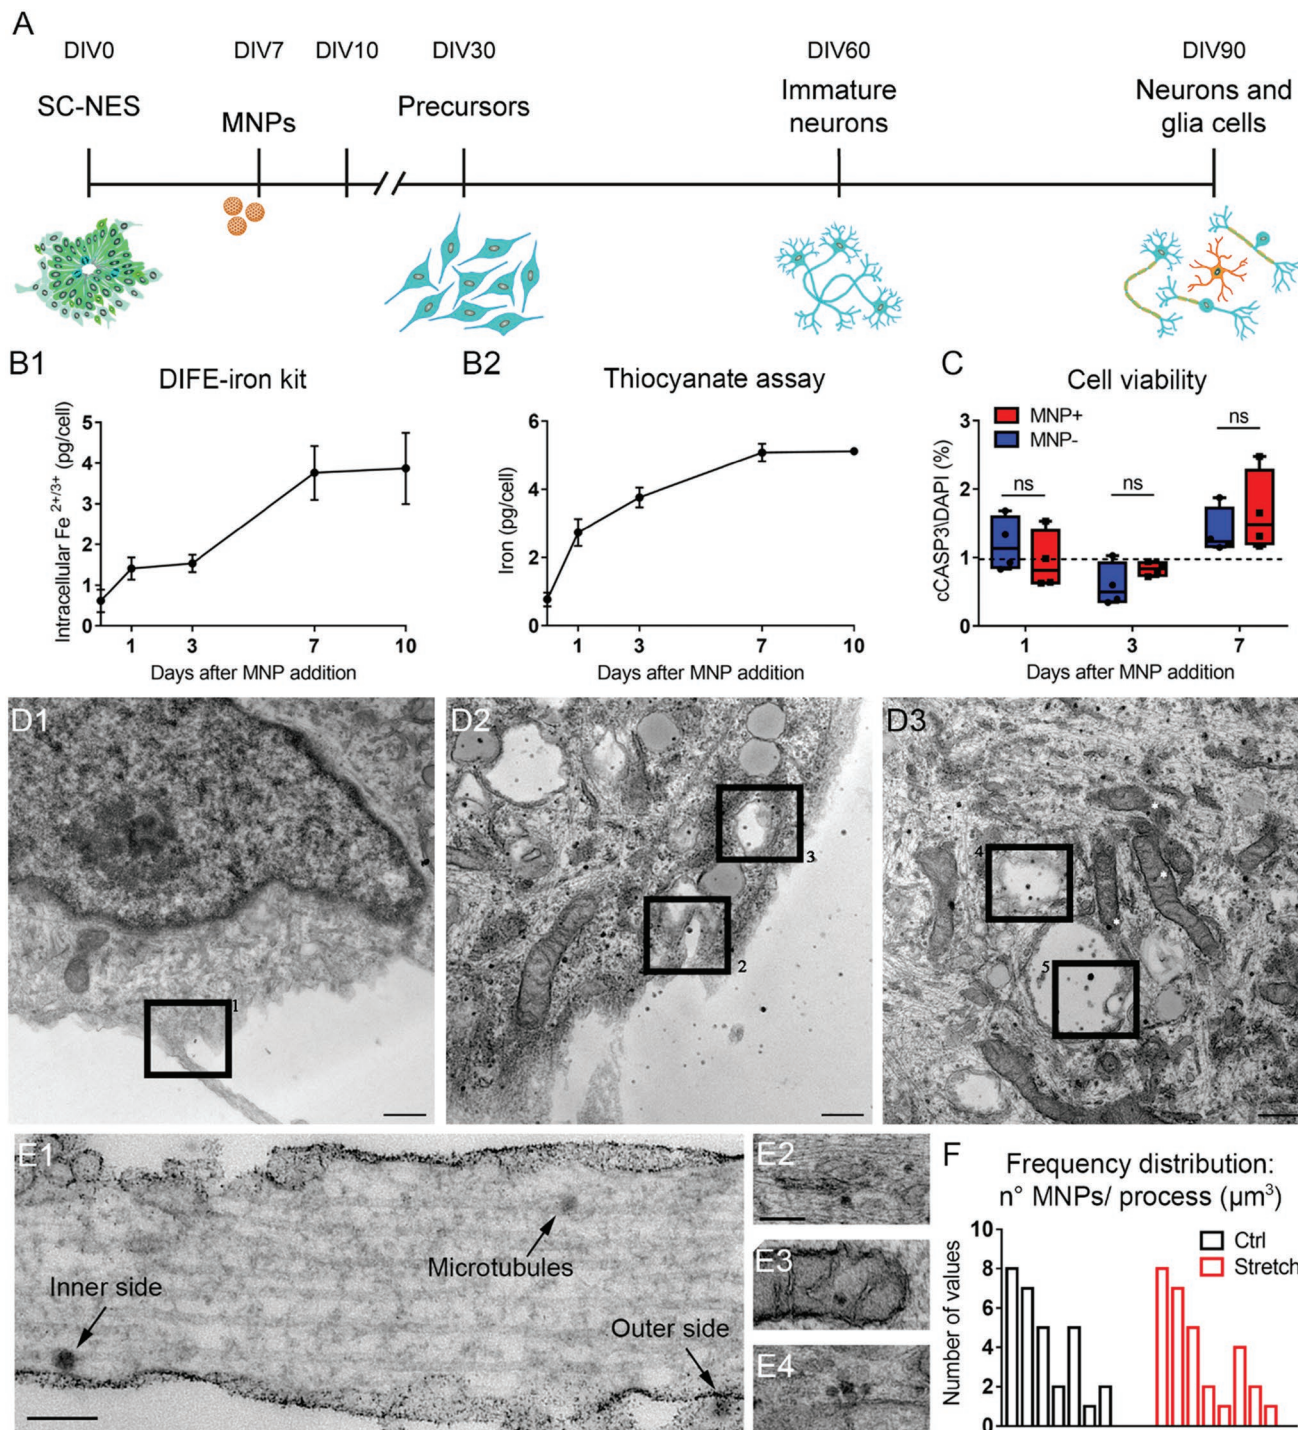 A
DIV0 DIV7 DIV10 DIV30 DIV60 DIV90
SC-NES MNPs Precursors Immature neurons Neurons and glia cells
B1
DIFE-iron kit
Intracellular Fe 2+/3+ (pg/cell)
5
4
3
2
1
0
1 3 7 10
Days after MNP addition
B2
Thiocyanate assay
Iron (pg/cell)
6
4
2
0
1 3 7 10
Days after MNP addition
C
Cell viability
MNP+
MNP-
cCASP3\DAPI (%)
3
2
1
0
ns ns ns
1 3 7
Days after MNP addition
D1
1
D2
3
2
D3
4
5
E1
Inner side
Microtubules
Outer side
E2
E3
E4
F
Frequency distribution:
n° MNPs/ process (µm³)
Number of values
10
8
6
4
2
0
Ctrl
Stretch